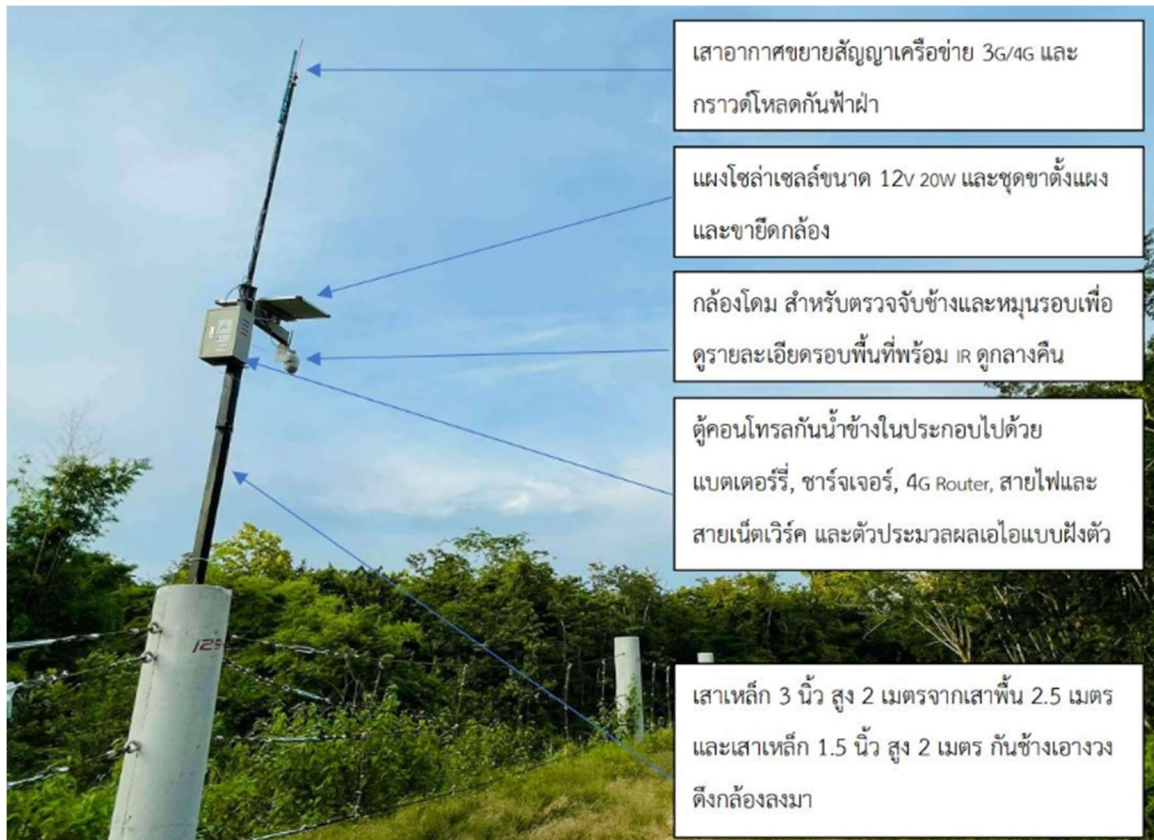 เสาอากาศขยายสัญญาเครือข่าย 3G/4G และ
กราวด์โหลดกันฟ้าฝ่า
แผงโซล่าเซลล์ขนาด 12V 20W และชุดขาตั้งแผง
และขายึดกล้อง
กล้องโดม สำหรับตรวจจับช้างและหมุนรอบเพื่อ
ดูรายละเอียดรอบพื้นที่พร้อม IR ดูกลางคืน
ตู้คอนโทรลกันน้ำข้างในประกอบไปด้วย
แบตเตอร์รี่, ชาร์จเจอร์, 4G Router, สายไฟและ
สายเน็ตเวิร์ค และตัวประมวลผลเอไอแบบฝังตัว
129
เสาเหล็ก 3 นิ้ว สูง 2 เมตรจากเสาพื้น 2.5 เมตร
และเสาเหล็ก 1.5 นิ้ว สูง 2 เมตร กันช้างเอางวง
ดึงกล้องลงมา